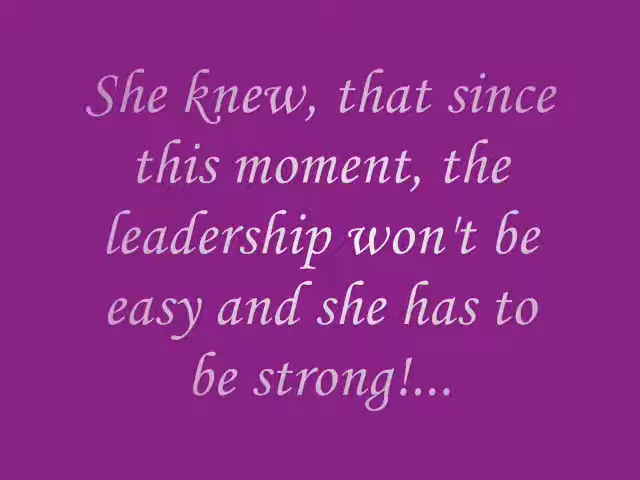 She knew, that since
this moment, the
leadership won't be
easy and she has to
be strong!...